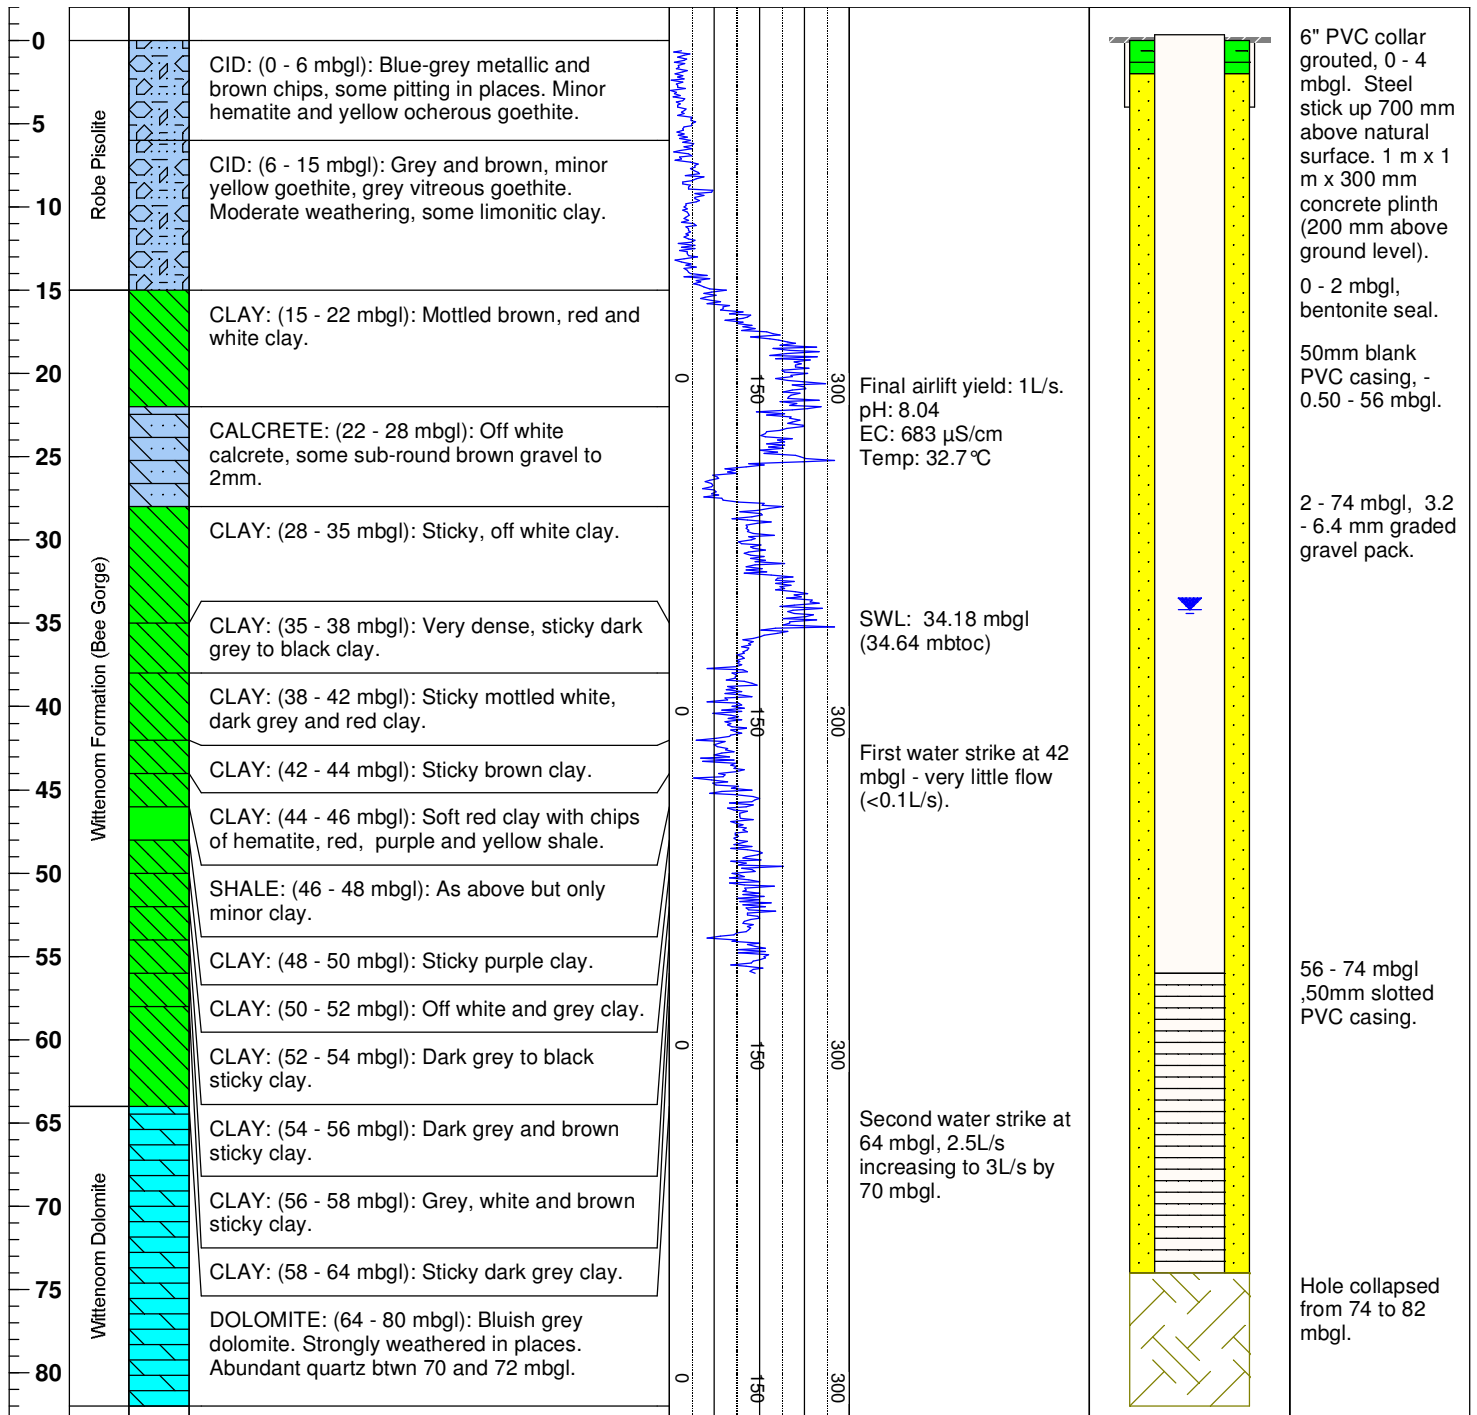 0
5
10
15
20
25
30
35
40
45
50
55
60
65
70
75
80
Robe Pisolite
Wittenoom Formation (Bee Gorge)
Wittenoom Dolomite
CID: (0 - 6 mbgl): Blue-grey metallic and
brown chips, some pitting in places. Minor
hematite and yellow ocherous goethite.
CID: (6 - 15 mbgl): Grey and brown, minor
yellow goethite, grey vitreous goethite.
Moderate weathering, some limonitic clay.
CLAY: (15 - 22 mbgl): Mottled brown, red and
white clay.
CALCRETE: (22 - 28 mbgl): Off white
calcrete, some sub-round brown gravel to
2mm.
CLAY: (28 - 35 mbgl): Sticky, off white clay.
CLAY: (35 - 38 mbgl): Very dense, sticky dark
grey to black clay.
CLAY: (38 - 42 mbgl): Sticky mottled white,
dark grey and red clay.
CLAY: (42 - 44 mbgl): Sticky brown clay.
CLAY: (44 - 46 mbgl): Soft red clay with chips
of hematite, red,  purple and yellow shale.
SHALE: (46 - 48 mbgl): As above but only
minor clay.
CLAY: (48 - 50 mbgl): Sticky purple clay.
CLAY: (50 - 52 mbgl): Off white and grey clay.
CLAY: (52 - 54 mbgl): Dark grey to black
sticky clay.
CLAY: (54 - 56 mbgl): Dark grey and brown
sticky clay.
CLAY: (56 - 58 mbgl): Grey, white and brown
sticky clay.
CLAY: (58 - 64 mbgl): Sticky dark grey clay.
DOLOMITE: (64 - 80 mbgl): Bluish grey
dolomite. Strongly weathered in places.
Abundant quartz btwn 70 and 72 mbgl.
0 150 300
0 150 300
0 150 300
0 150 300
Final airlift yield: 1L/s.
pH: 8.04
EC: 683 µS/cm
Temp: 32.7°C
SWL:  34.18 mbgl
(34.64 mbtoc)
First water strike at 42
mbgl - very little flow
(<0.1L/s).
Second water strike at
64 mbgl, 2.5L/s
increasing to 3L/s by
70 mbgl.
6" PVC collar
grouted, 0 - 4
mbgl.  Steel
stick up 700 mm
above natural
surface. 1 m x 1
m x 300 mm
concrete plinth
(200 mm above
ground level).
0 - 2 mbgl,
bentonite seal.
50mm blank
PVC casing, -
0.50 - 56 mbgl.
2 - 74 mbgl,  3.2
- 6.4 mm graded
gravel pack.
56 - 74 mbgl
,50mm slotted
PVC casing.
Hole collapsed
from 74 to 82
mbgl.